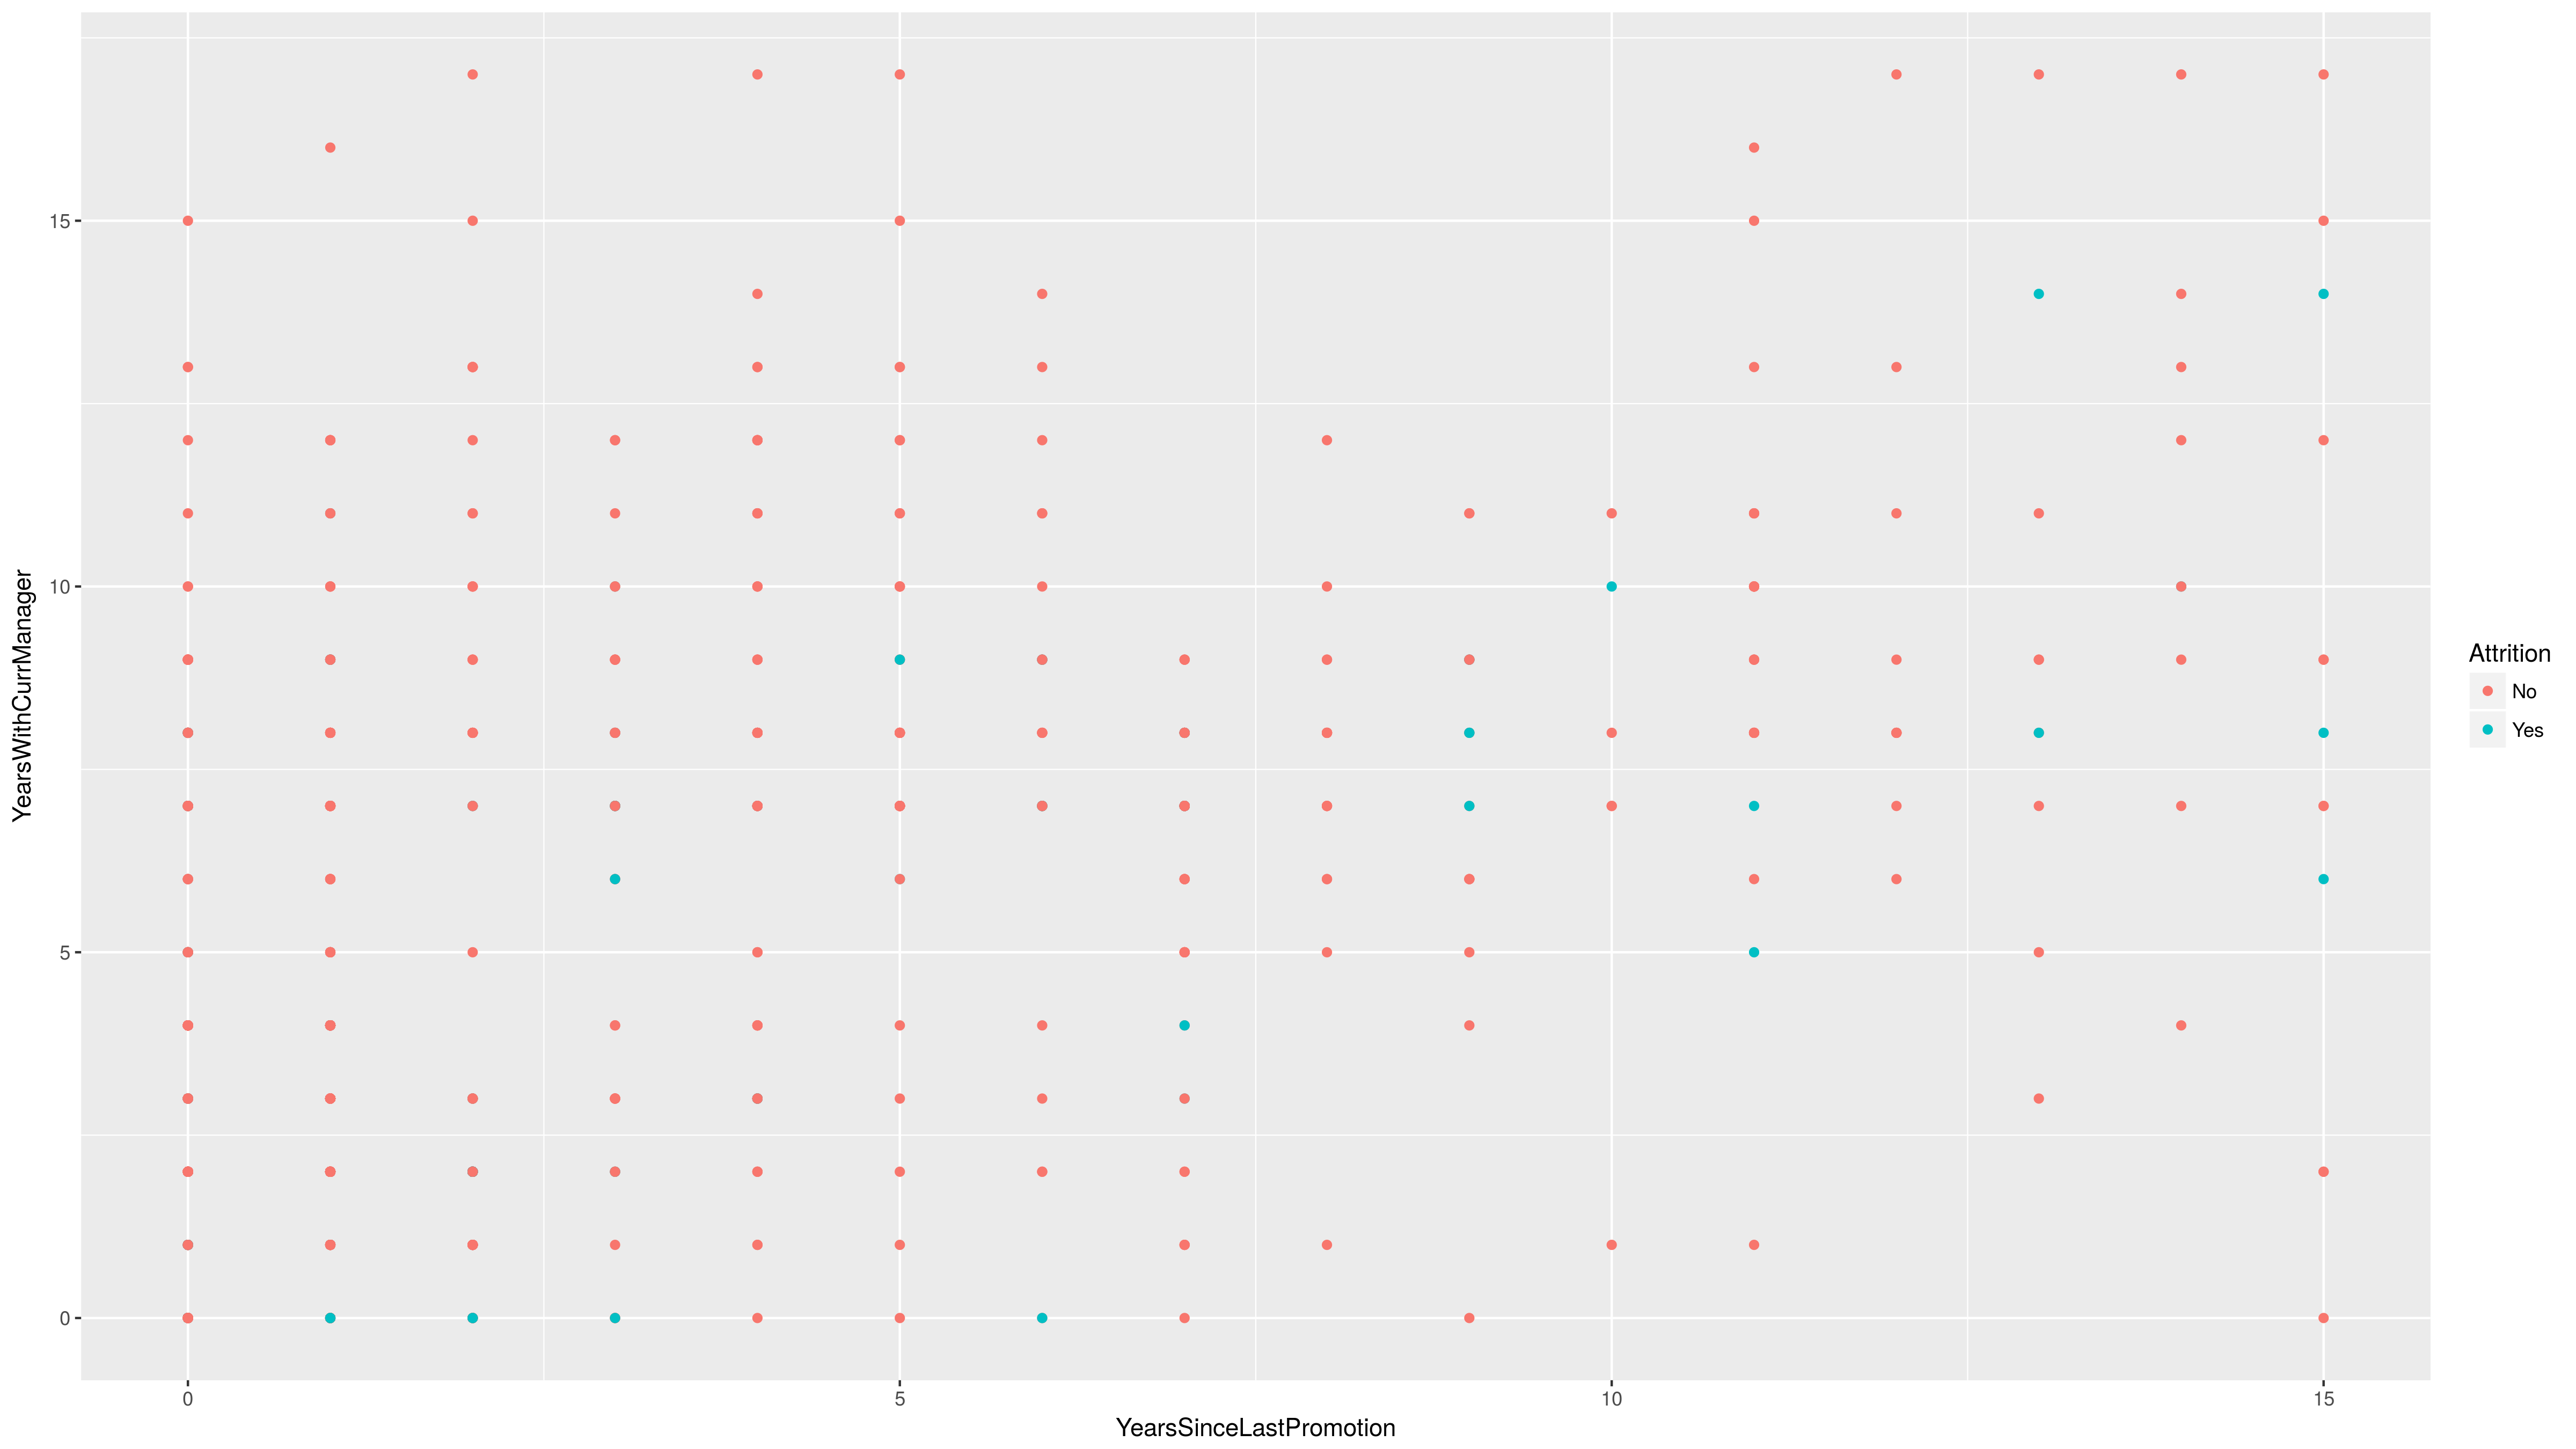 15
10
5
0
YearsWithCurrManager
0
5
10
15
YearsSinceLastPromotion
Attrition
No
Yes